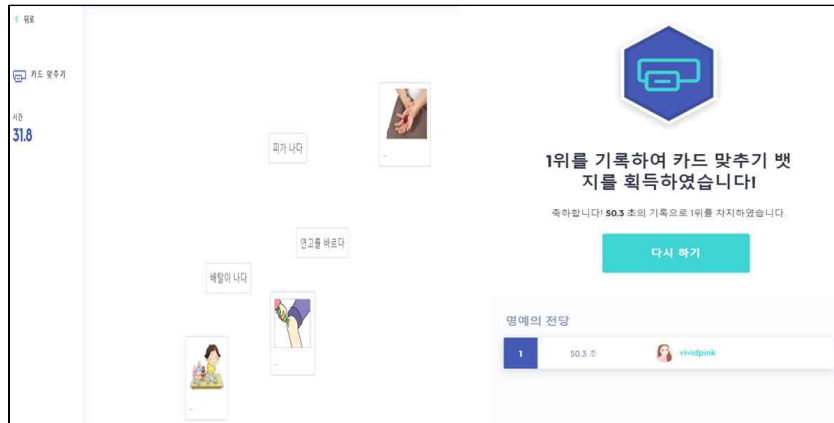 뒤로
카드 맞추기
시간
31.8
피가 나다
연고를 바르다
배탈이 나다
1위를 기록하여 카드 맞추기 뱃
지를 획득하였습니다!
축하합니다! 50.3 초의 기록으로 1위를 차지하였습니다.
다시 하기
명예의 전당
1 50.3 초 vividpink